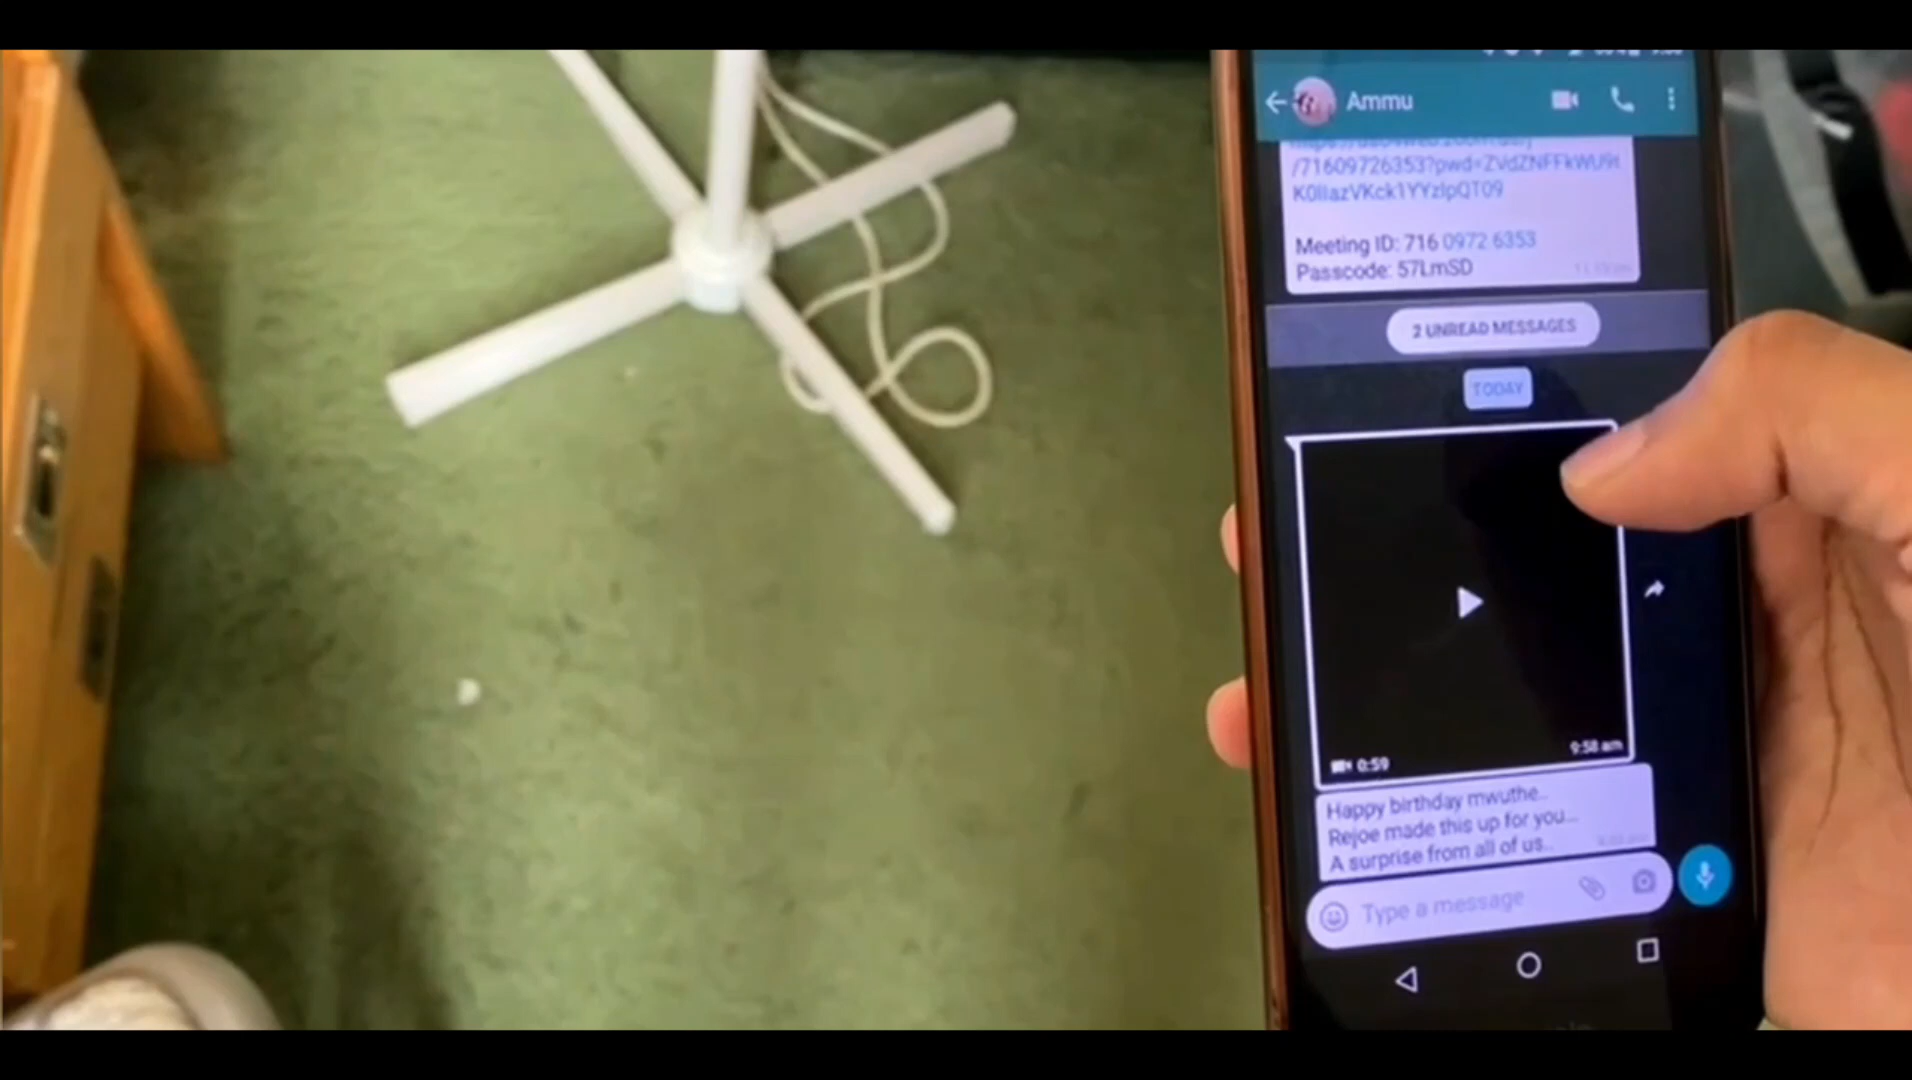 Ammu
/71609726353?pwd=ZVdZNFFkWU9t
K0lIazVKck1YYzlpQT09
Meeting ID: 716 0972 6353
Passcode: 57LmSD
2 UNREAD MESSAGES
TODAY
0:59
9:58 am
Happy birthday mwuthe..
Rejoe made this up for you...
A surprise from all of us..
Type a message